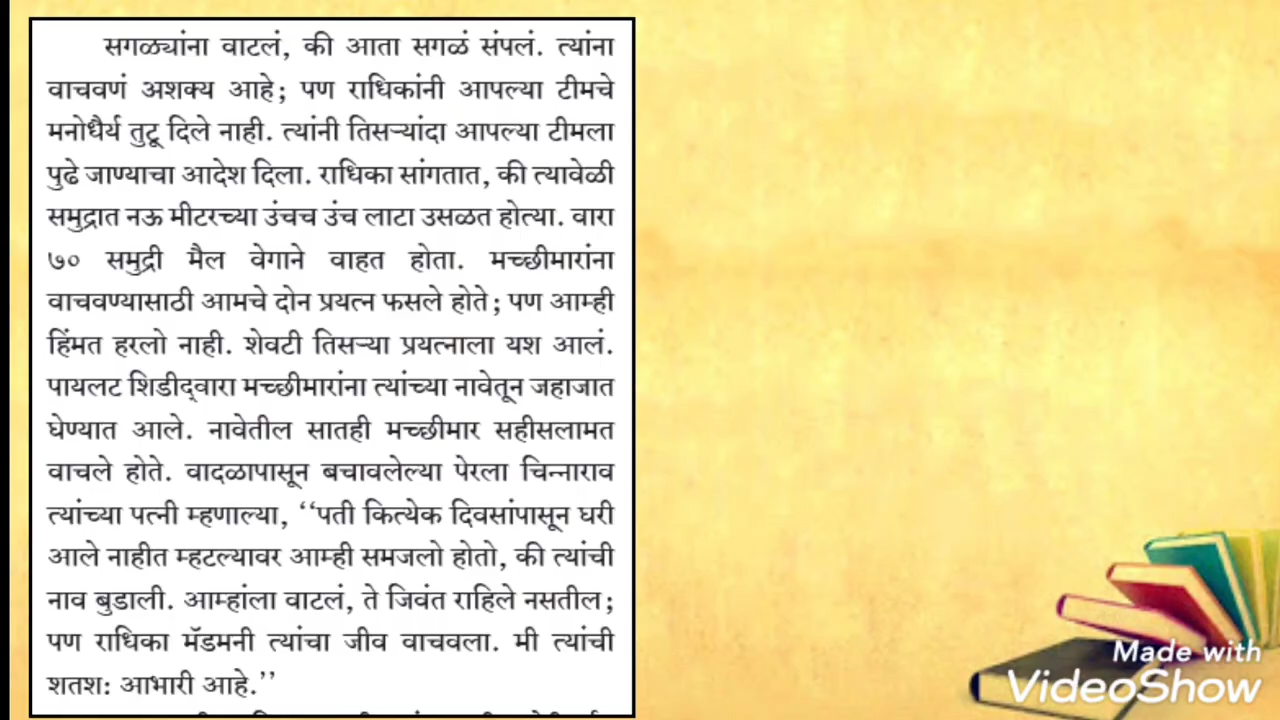 सगळ्यांना वाटलं, की आता सगळं संपलं. त्यांना
वाचवणं अशक्य आहे; पण राधिकांनी आपल्या टीमचे
मनोधैर्य तुटू दिले नाही. त्यांनी तिसऱ्यांदा आपल्या टीमला
पुढे जाण्याचा आदेश दिला. राधिका सांगतात, की त्यावेळी
समुद्रात नऊ मीटरच्या उंचच उंच लाटा उसळत होत्या. वारा
७० समुद्री मैल वेगाने वाहत होता. मच्छीमारांना
वाचवण्यासाठी आमचे दोन प्रयत्न फसले होते; पण आम्ही
हिंमत हरलो नाही. शेवटी तिसऱ्या प्रयत्नाला यश आलं.
पायलट शिडीद्‌वारा मच्छीमारांना त्यांच्या नावेतून जहाजात
घेण्यात आले. नावेतील सातही मच्छीमार सहीसलामत
वाचले होते. वादळापासून बचावलेल्या पेरला चिन्नाराव
त्यांच्या पत्नी म्हणाल्या, ‘‘पती कित्येक दिवसांपासून घरी
आले नाहीत म्हटल्यावर आम्ही समजलो होतो, की त्यांची
नाव बुडाली. आम्हांला वाटलं, ते जिवंत राहिले नसतील;
पण राधिका मॅडमनी त्यांचा जीव वाचवला. मी त्यांची
शतश: आभारी आहे.’’
Made with
VideoShow